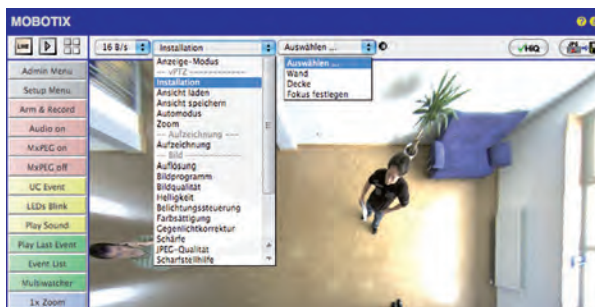 MOBOTIX
LIVE
16 B/s
Installation
Auswählen ...
HiQ
Anzeige-Modus
--- vPTZ -------------
Installation
Ansicht laden
Ansicht speichern
Automodus
Zoom
--- Aufzeichnung ----
Aufzeichnung
--- Bild -------------
Auflösung
Bildprogramm
Bildqualität
Helligkeit
Belichtungssteuerung
Farbsättigung
Gegenlichtkorrektur
Schärfe
JPEG-Qualität
Scharfstellhilfe
Auswählen ...
Wand
Decke
Fokus festlegen
Admin Menu
Setup Menu
Arm & Record
Audio on
MxPEG on
MxPEG off
UC Event
LEDs Blink
Play Sound
Play Last Event
Event List
Multiwatcher
1x Zoom